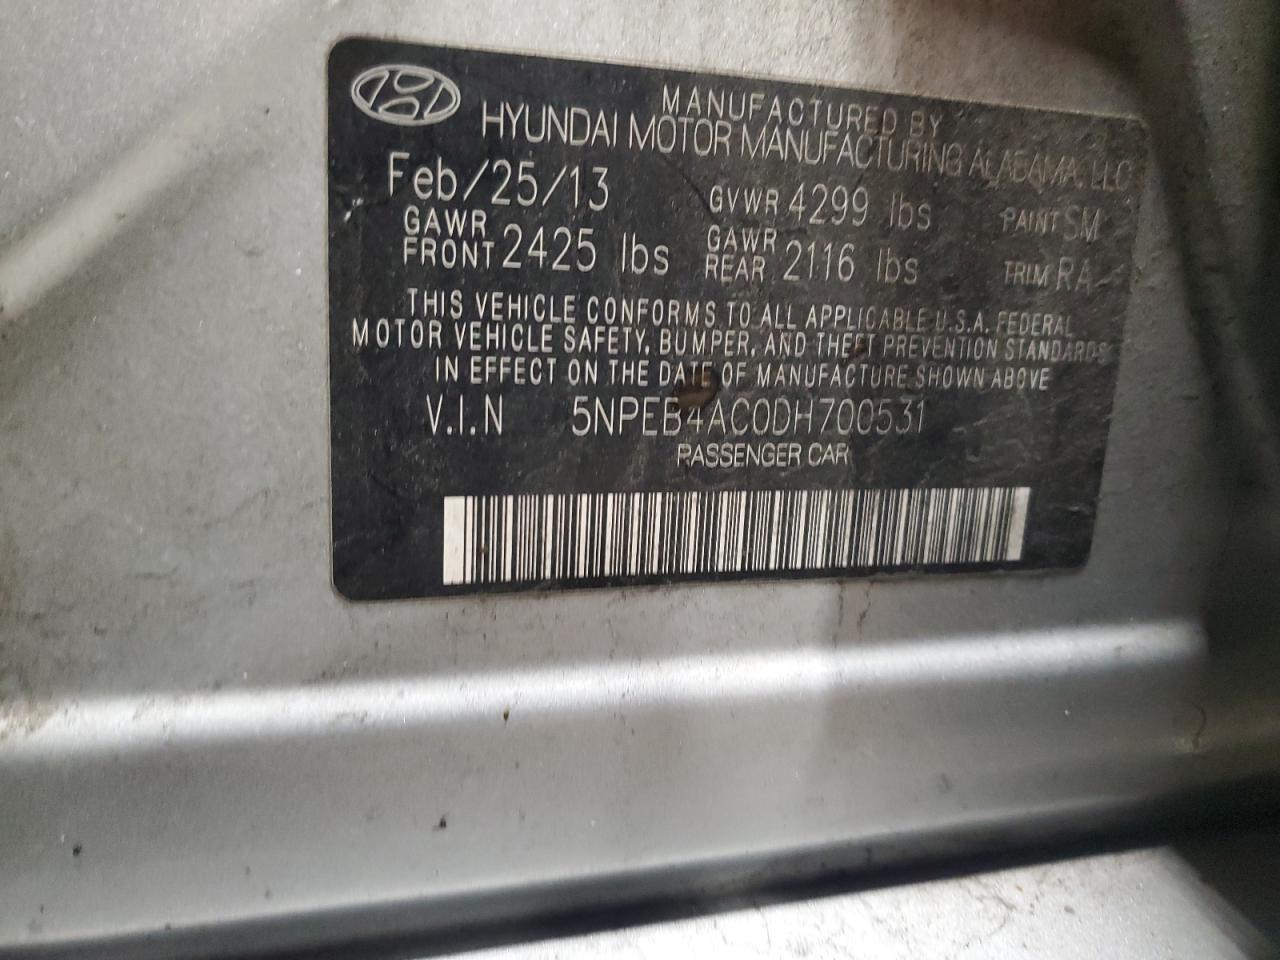 MANUFACTURED BY
HYUNDAI MOTOR MANUFACTURING ALABAMA, LLC
Feb/25/13 GVWR 4299 lbs PAINT SM
GAWR FRONT 2425 lbs GAWR REAR 2116 lbs TRIM RA
THIS VEHICLE CONFORMS TO ALL APPLICABLE U.S.A. FEDERAL
MOTOR VEHICLE SAFETY, BUMPER, AND THEFT PREVENTION STANDARDS
IN EFFECT ON THE DATE OF MANUFACTURE SHOWN ABOVE
V.I.N 5NPEB4AC0DH700531
PASSENGER CAR